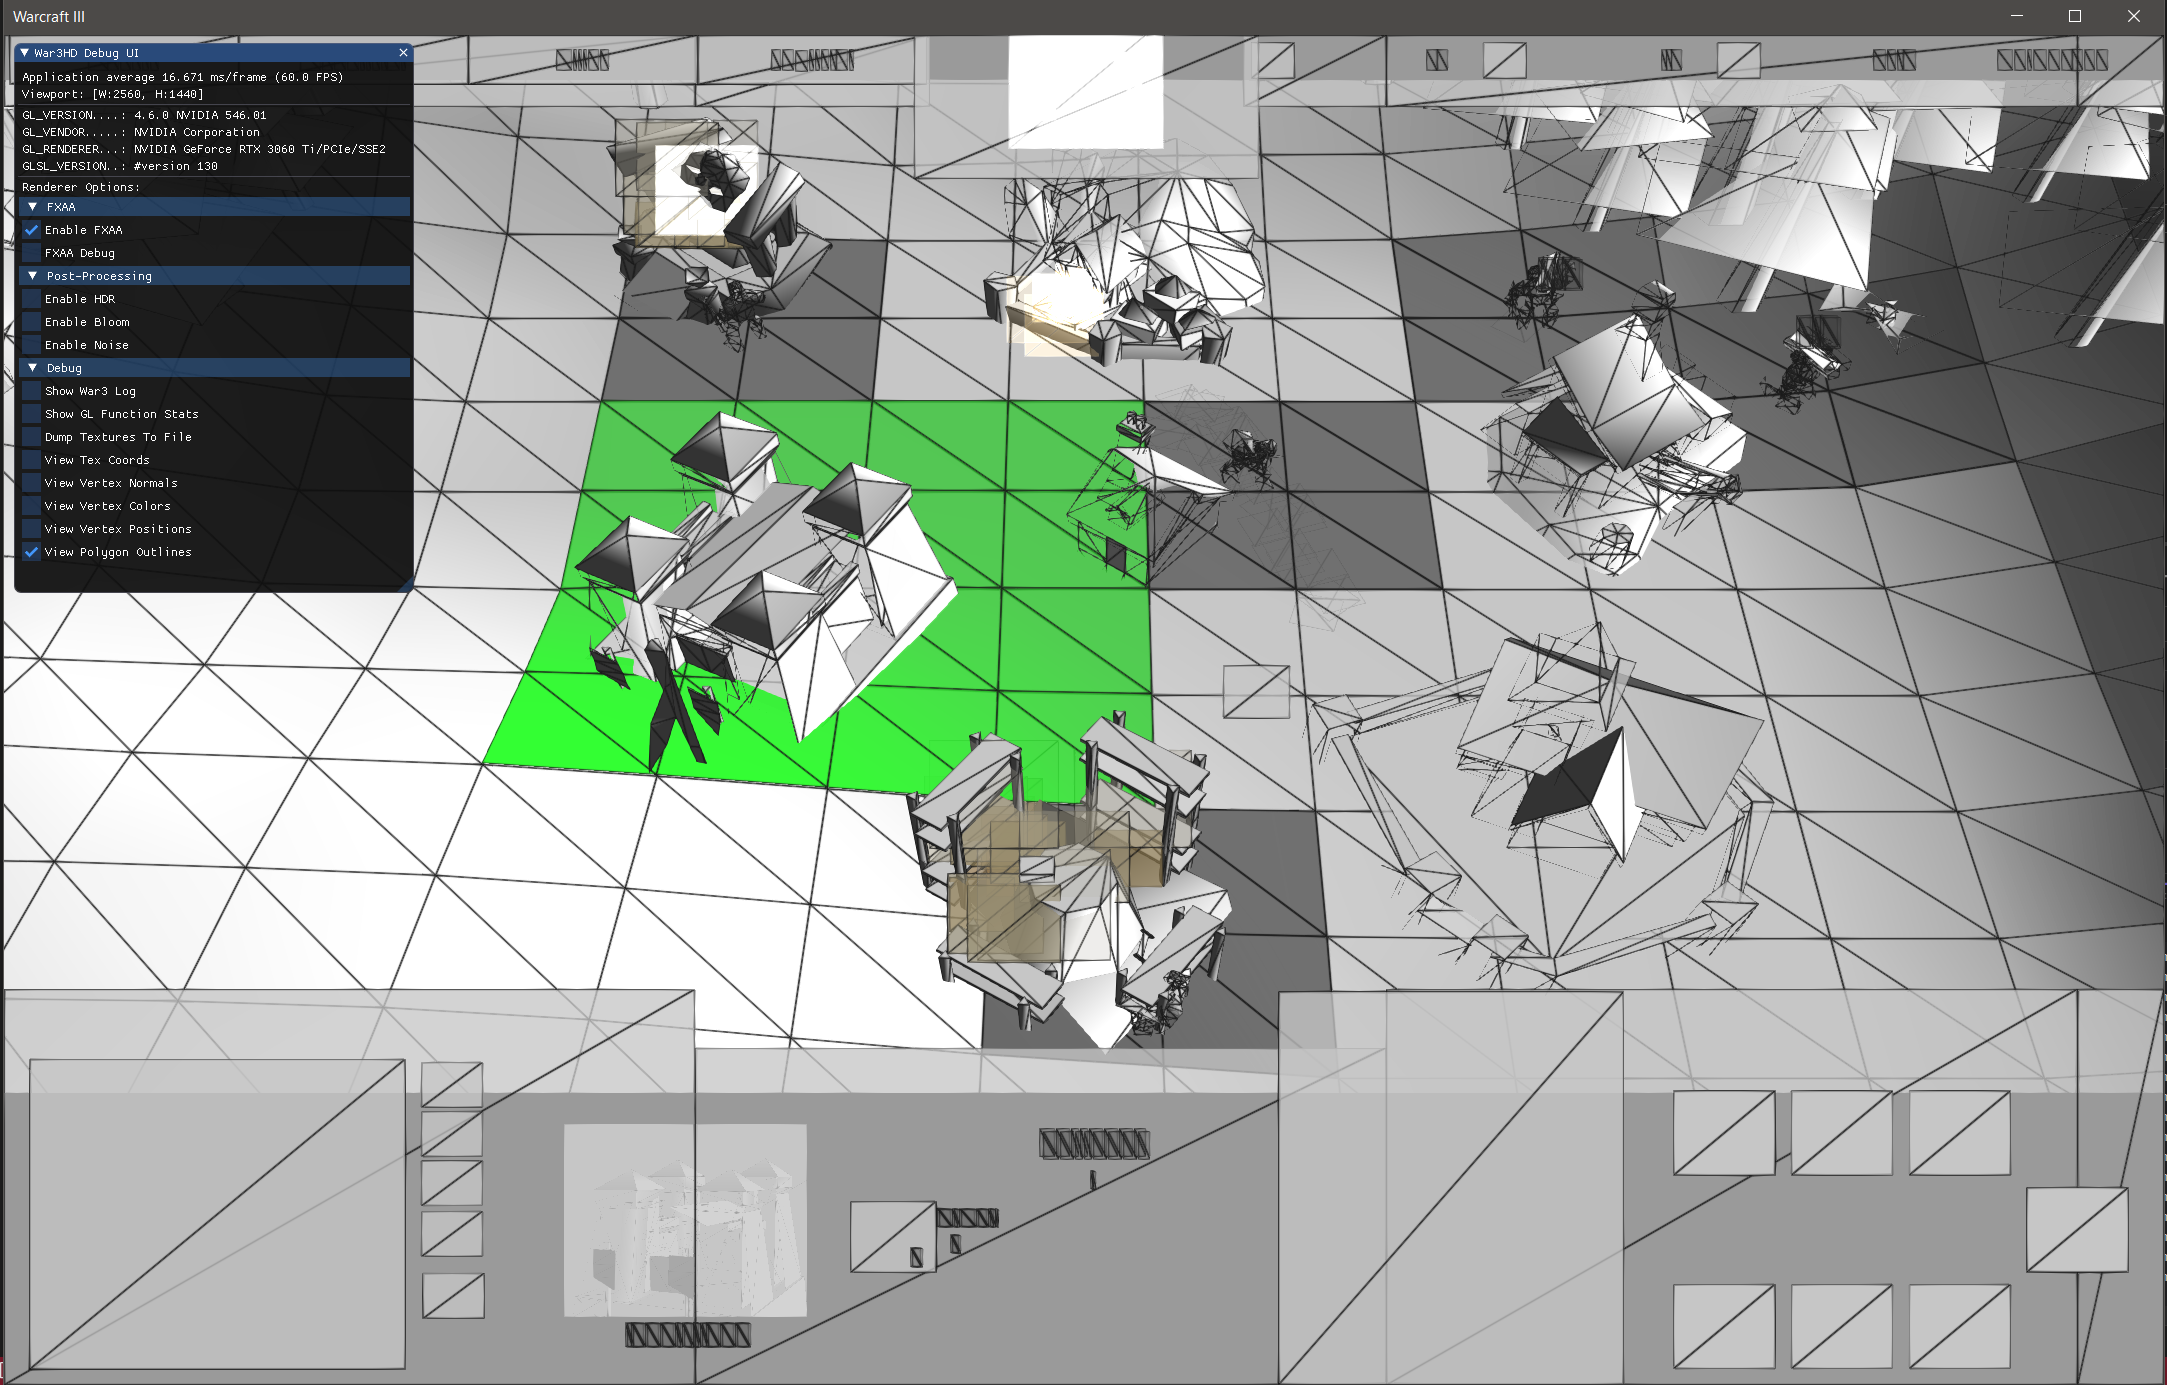 Warcraft III
War3HD Debug UI
Application average 16.671 ms/frame (60.0 FPS)
Viewport: [W:2560, H:1440]
GL_VERSION....: 4.6.0 NVIDIA 546.01
GL_VENDOR.....: NVIDIA Corporation
GL_RENDERER...: NVIDIA GeForce RTX 3060 Ti/PCIe/SSE2
GLSL_VERSION..: #version 130
Renderer Options:
FXAA
Enable FXAA
FXAA Debug
Post-Processing
Enable HDR
Enable Bloom
Enable Noise
Debug
Show War3 Log
Show GL Function Stats
Dump Textures To File
View Tex Coords
View Vertex Normals
View Vertex Colors
View Vertex Positions
View Polygon Outlines